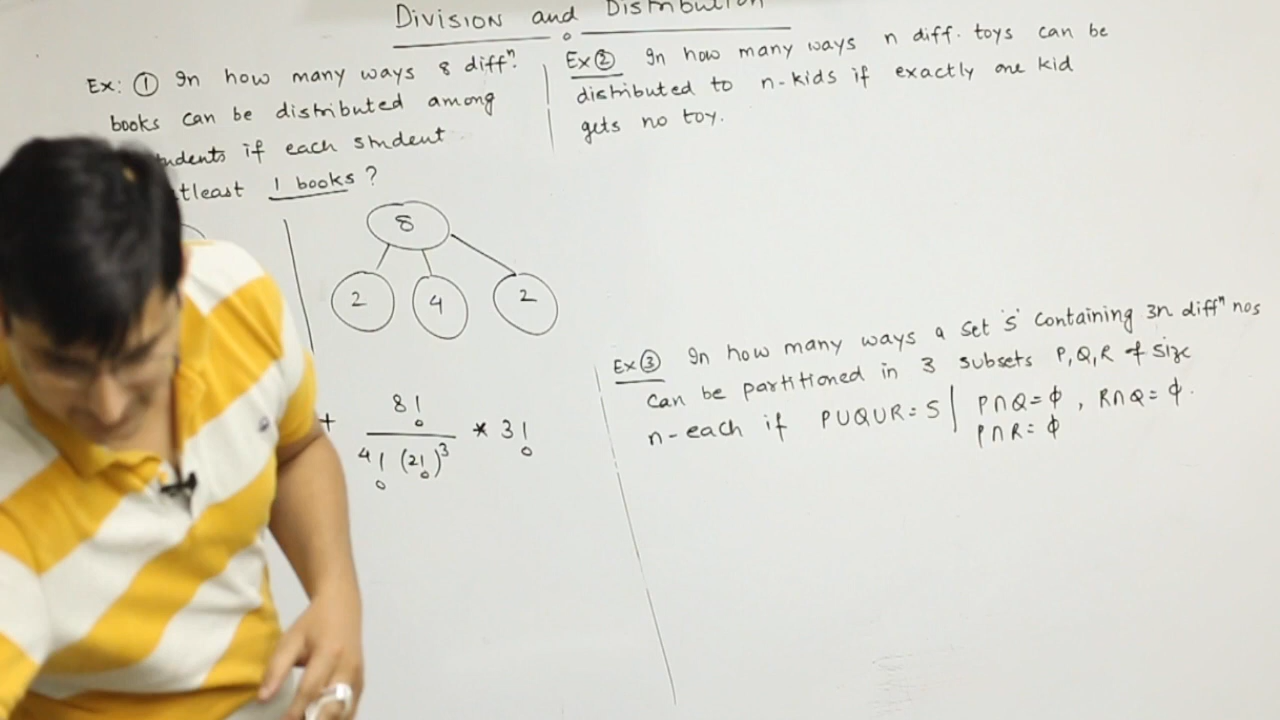 Division and Distribution
Ex: ① In how many ways 8 diffⁿ.
books can be distributed among
if each student
atleast 1 books ?
8
2 4 2
+ 8! / 4! (2!)³ * 3!
Ex② In how many ways n diff. toys can be
distributed to n-kids if exactly one kid
gets no toy.
Ex③ In how many ways a set 'S' containing 3n diffⁿ nos
can be partitioned in 3 subsets P,Q,R of size
n-each if P∪Q∪R = S | P∩Q = ϕ , R∩Q = ϕ.
P∩R = ϕ